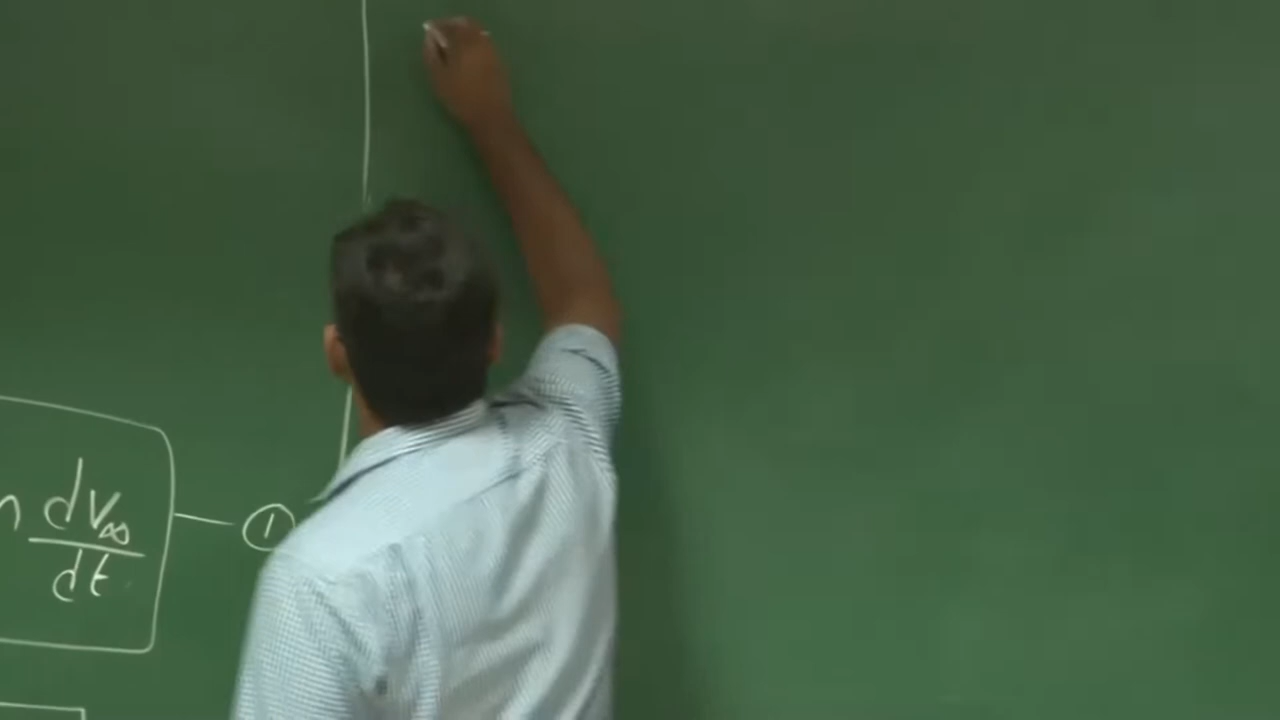 m dV∞/dt — ①